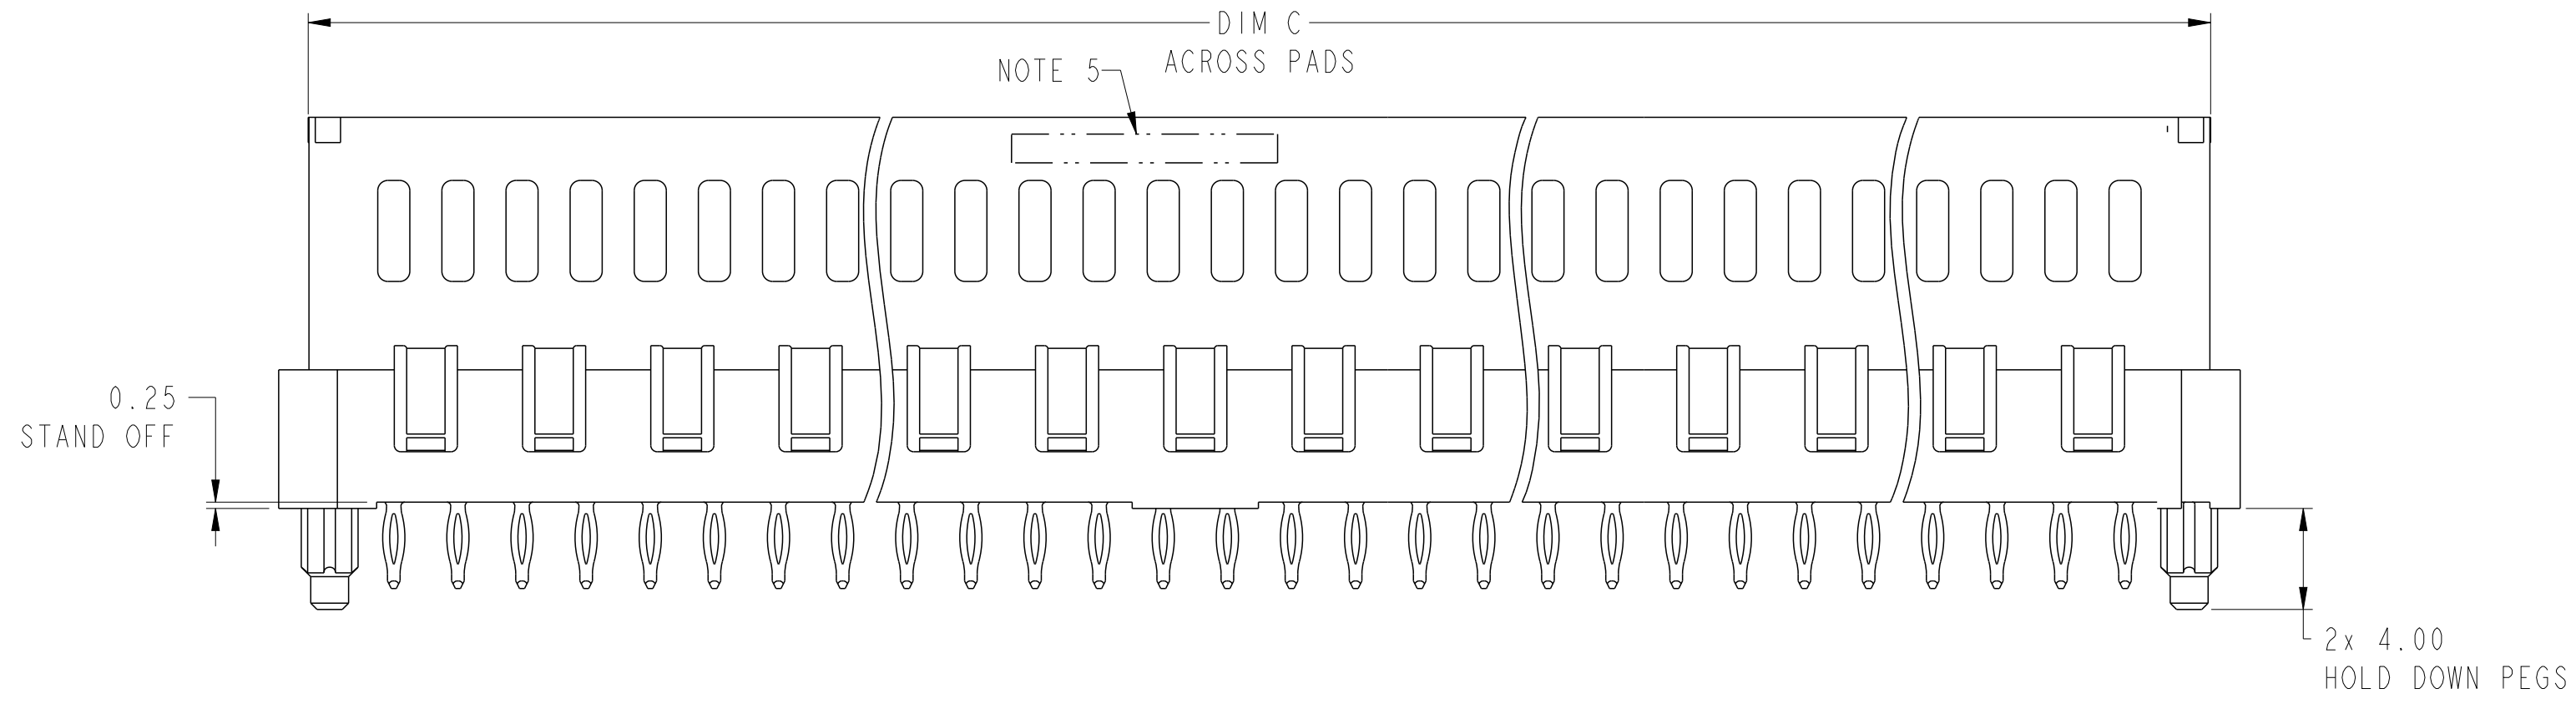 DIM C
ACROSS PADS
NOTE 5
0.25
STAND OFF
2x 4.00
HOLD DOWN PEGS